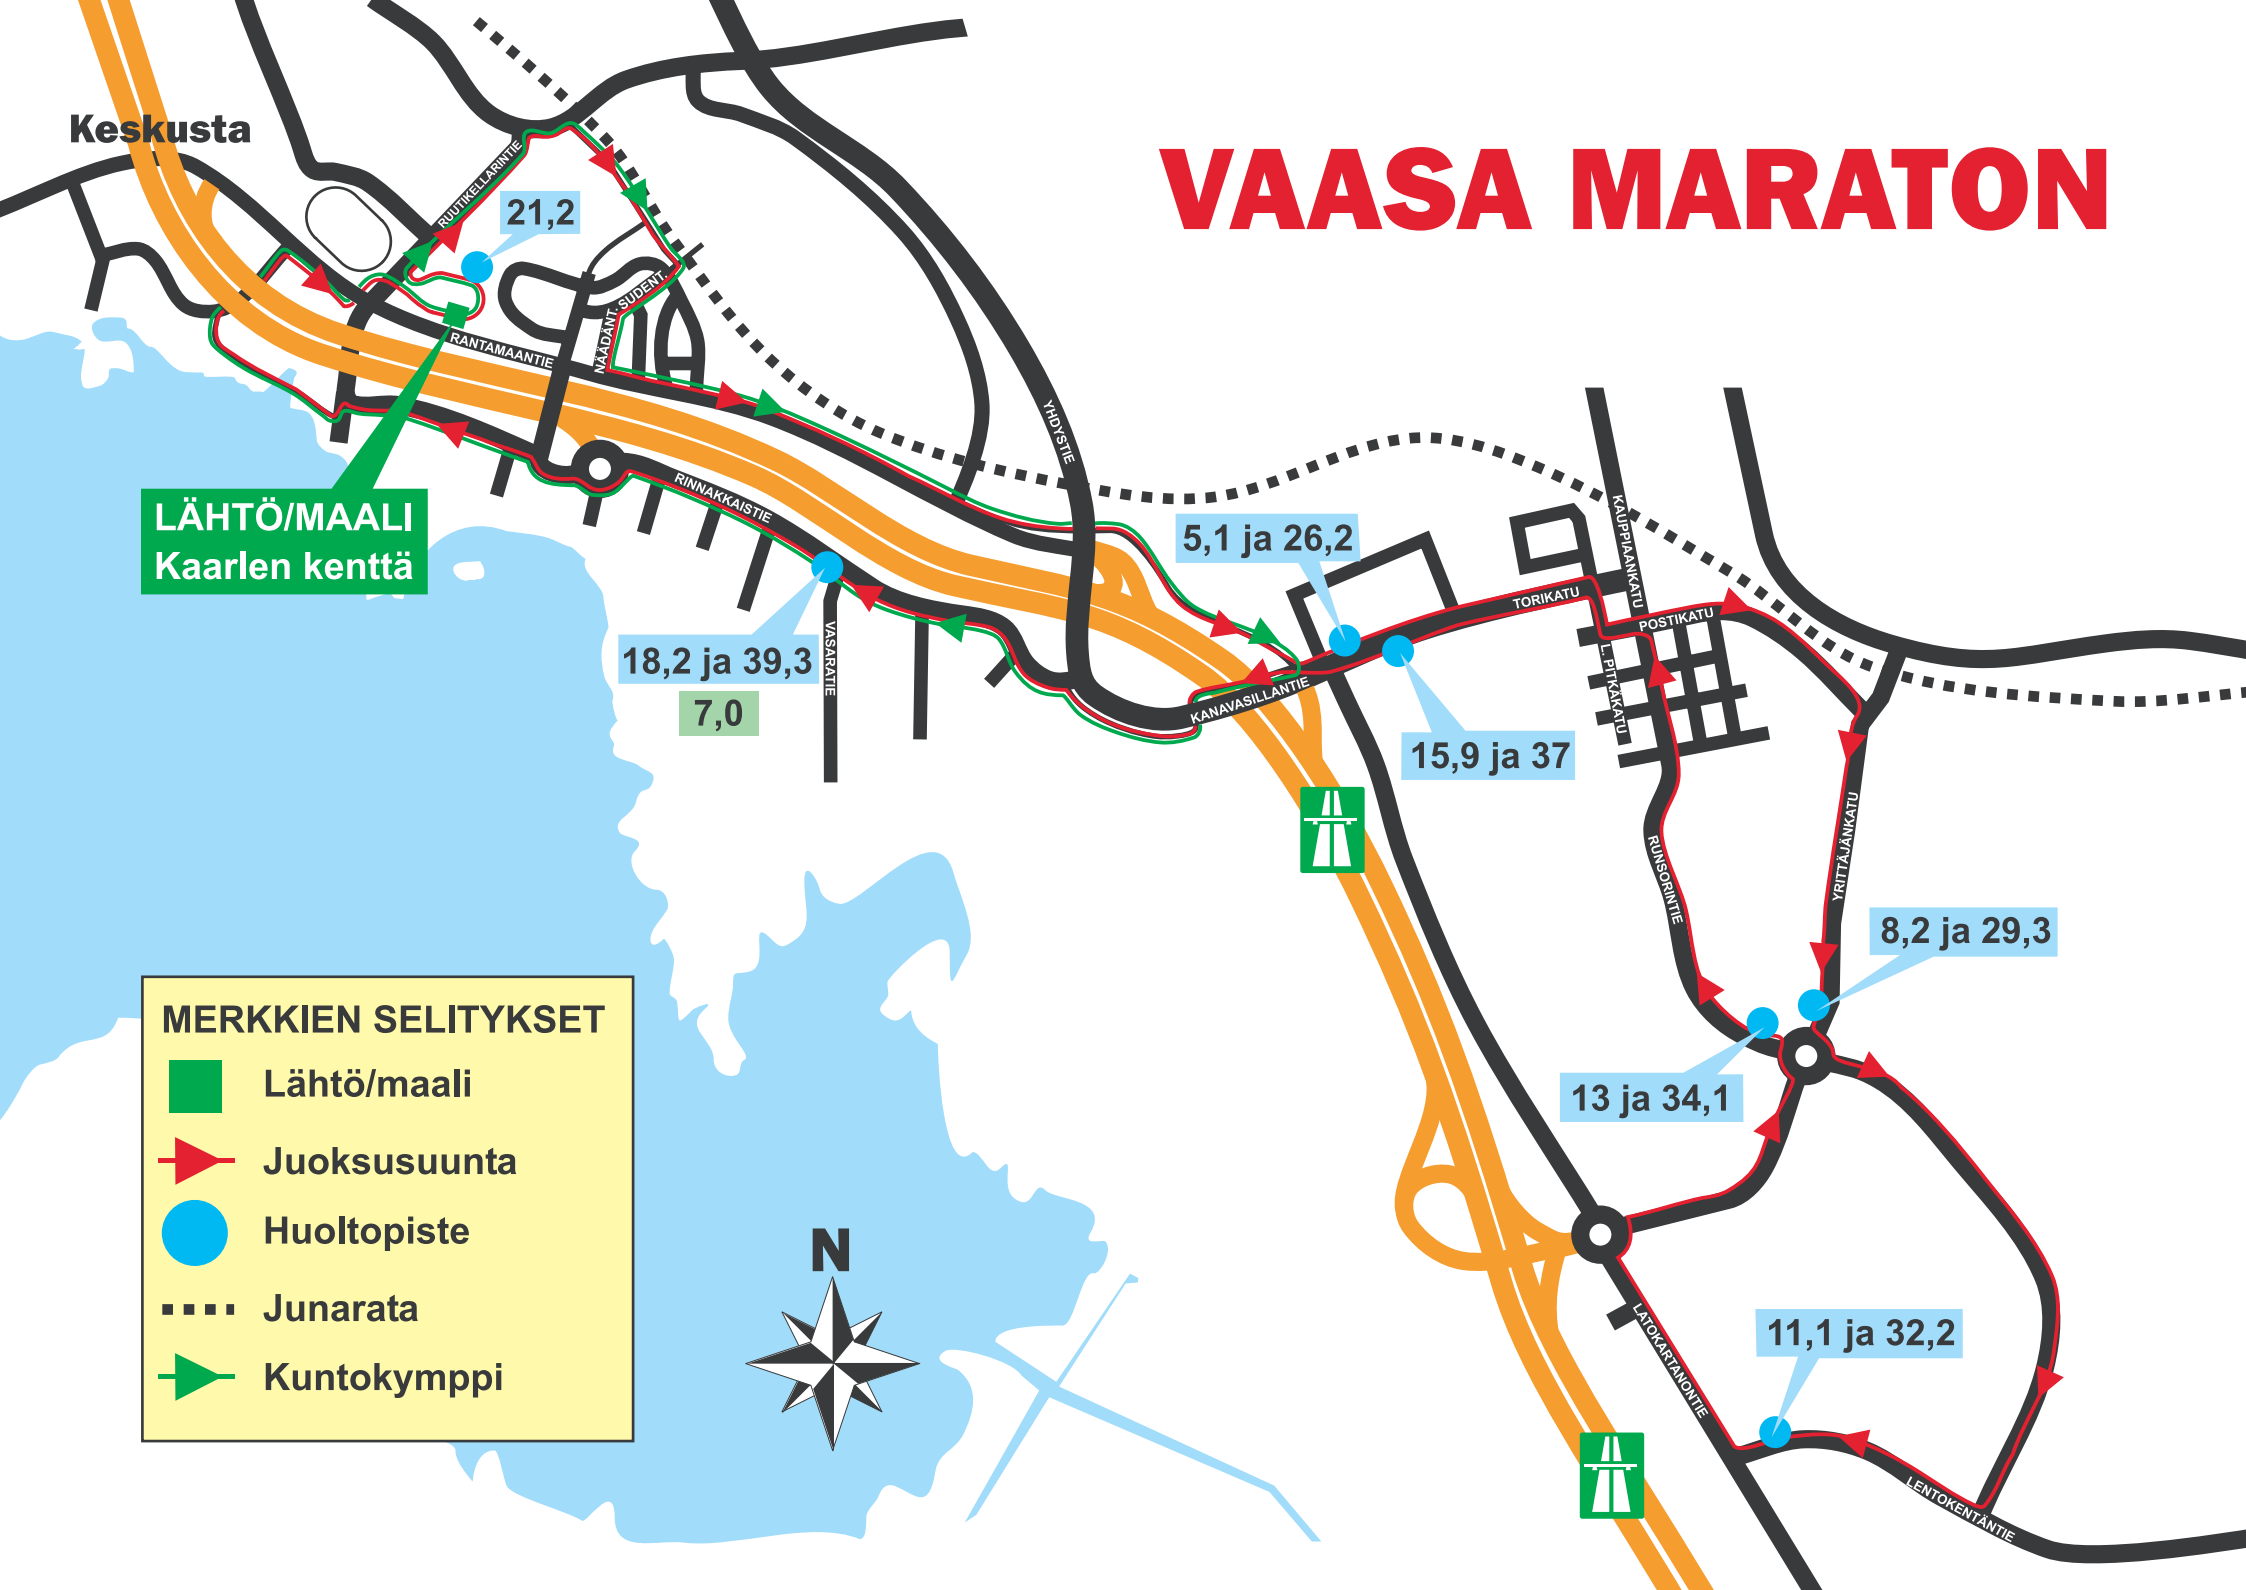 VAASA MARATON
Keskusta
RUUTIKELLARINTIE
21,2
SUDENT.
NÄÄDÄNT.
RANTAMAANTIE
YHDYSTIE
LÄHTÖ/MAALI
Kaarlen kenttä
RINNAKKAISTIE
5,1 ja 26,2
KAUPPIAANKATU
TORIKATU
POSTIKATU
L. PITKÄKATU
VASARATIE
18,2 ja 39,3
7,0
KANAVASILLANTIE
15,9 ja 37
RUNSORINTIE
YRITTÄJÄNKATU
8,2 ja 29,3
13 ja 34,1
MERKKIEN SELITYKSET
Lähtö/maali
Juoksusuunta
Huoltopiste
Junarata
Kuntokymppi
N
LATOKARTANONTIE
11,1 ja 32,2
LENTOKENTÄNTIE